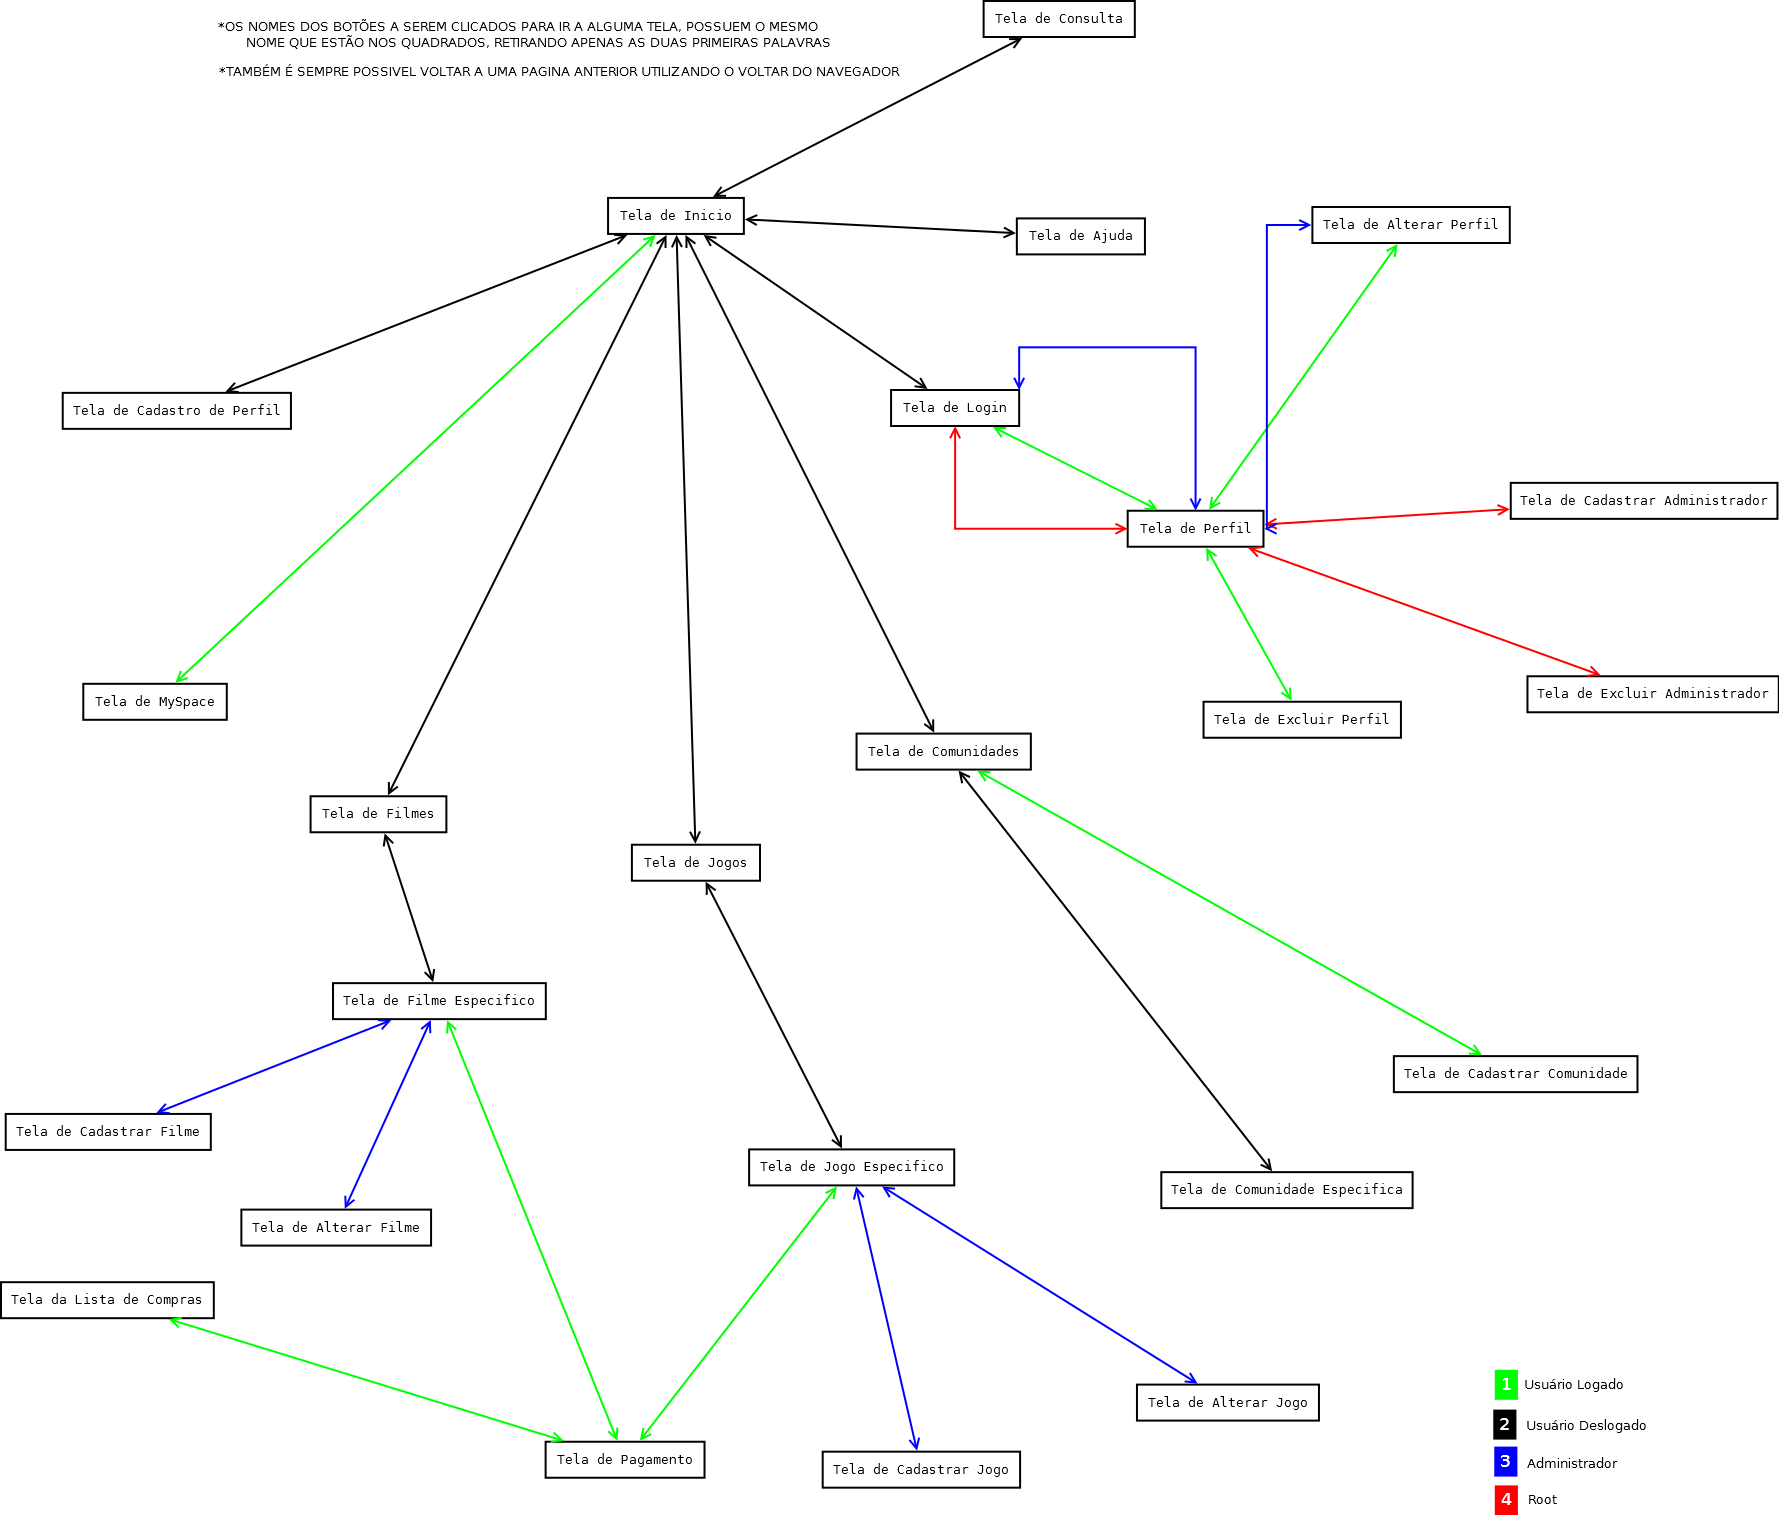 *OS NOMES DOS BOTÕES A SEREM CLICADOS PARA IR A ALGUMA TELA, POSSUEM O MESMO
NOME QUE ESTÃO NOS QUADRADOS, RETIRANDO APENAS AS DUAS PRIMEIRAS PALAVRAS
*TAMBÉM É SEMPRE POSSIVEL VOLTAR A UMA PAGINA ANTERIOR UTILIZANDO O VOLTAR DO NAVEGADOR
Tela de Consulta
Tela de Inicio
Tela de Ajuda
Tela de Alterar Perfil
Tela de Cadastro de Perfil
Tela de Login
Tela de Cadastrar Administrador
Tela de Perfil
Tela de MySpace
Tela de Excluir Administrador
Tela de Excluir Perfil
Tela de Comunidades
Tela de Filmes
Tela de Jogos
Tela de Filme Especifico
Tela de Cadastrar Comunidade
Tela de Cadastrar Filme
Tela de Jogo Especifico
Tela de Comunidade Especifica
Tela de Alterar Filme
Tela da Lista de Compras
Tela de Alterar Jogo
Tela de Pagamento
Tela de Cadastrar Jogo
1 Usuário Logado
2 Usuário Deslogado
3 Administrador
4 Root